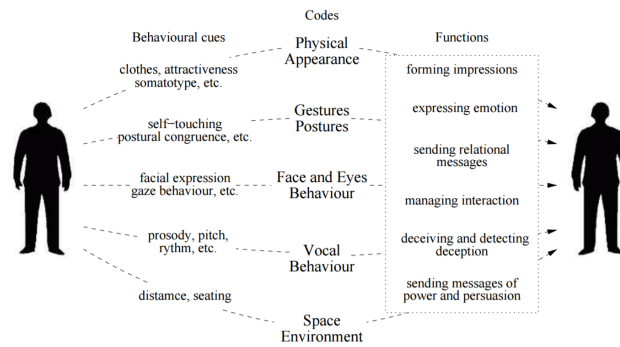 Codes
Behavioural cues
Functions
Physical
Appearance
clothes, attractiveness
somatotype, etc.
forming impressions
Gestures
Postures
self-touching
postural congruence, etc.
expressing emotion
sending relational
messages
facial expression
gaze behaviour, etc.
Face and Eyes
Behaviour
managing interaction
prosody, pitch,
rythm, etc.
Vocal
Behaviour
deceiving and detecting
deception
distamce, seating
sending messages of
power and persuasion
Space
Environment